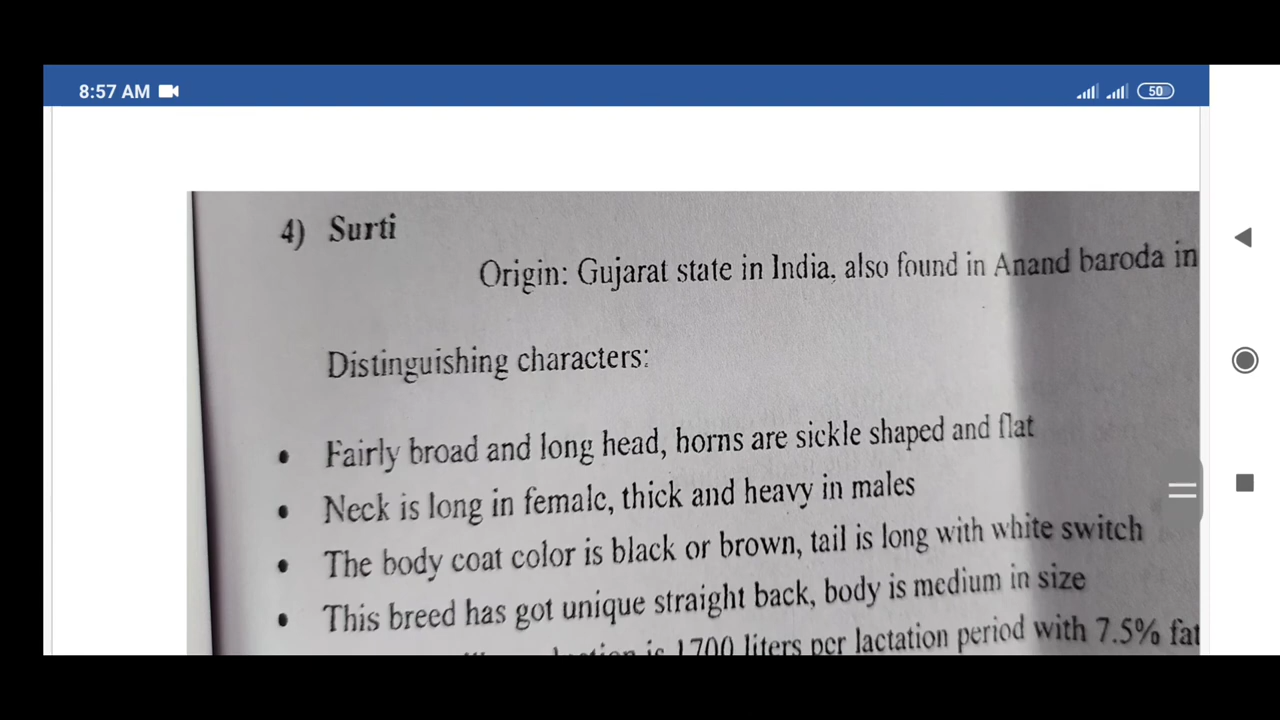 8:57 AM
50
4) Surti
Origin: Gujarat state in India, also found in Anand baroda in
Distinguishing characters:
• Fairly broad and long head, horns are sickle shaped and flat
• Neck is long in female, thick and heavy in males
• The body coat color is black or brown, tail is long with white switch
• This breed has got unique straight back, body is medium in size
is 1700 liters per lactation period with 7.5% fat